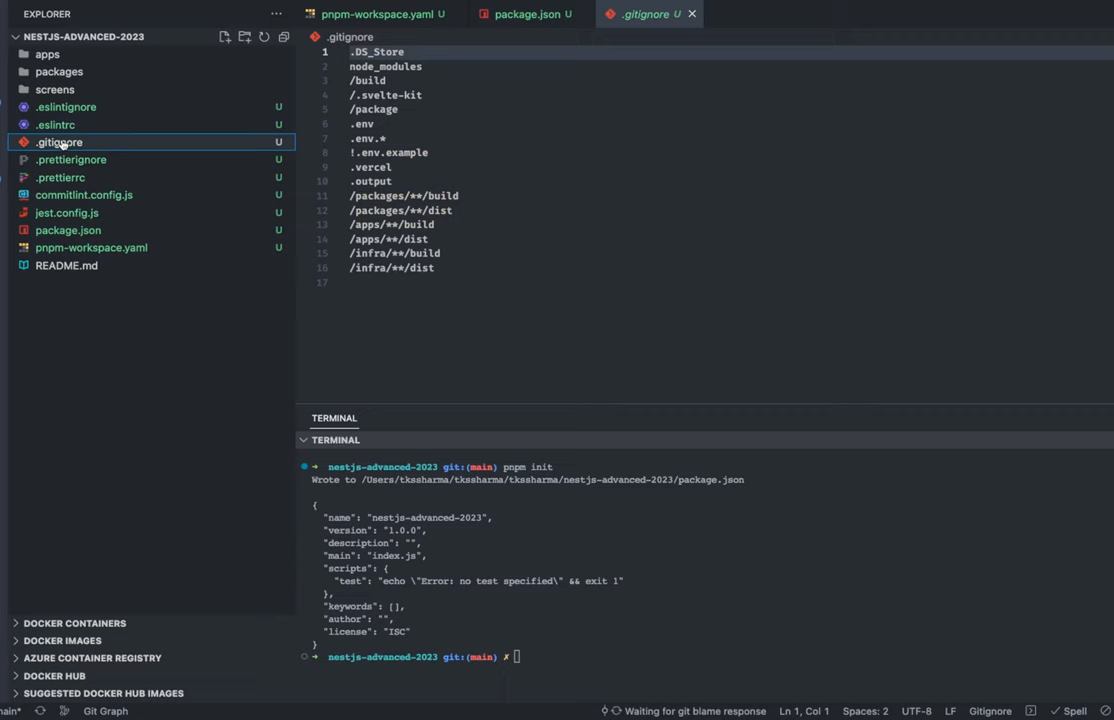 EXPLORER
NESTJS-ADVANCED-2023
apps
packages
screens
.eslintignore U
.eslintrc U
.gitignore U
.prettierignore U
.prettierrc U
commitlint.config.js U
jest.config.js U
package.json U
pnpm-workspace.yaml U
README.md
DOCKER CONTAINERS
DOCKER IMAGES
AZURE CONTAINER REGISTRY
DOCKER HUB
SUGGESTED DOCKER HUB IMAGES
pnpm-workspace.yaml U
package.json U
.gitignore U
.gitignore
1 .DS_Store
2 node_modules
3 /build
4 /.svelte-kit
5 /package
6 .env
7 .env.*
8 !.env.example
9 .vercel
10 .output
11 /packages/**/build
12 /packages/**/dist
13 /apps/**/build
14 /apps/**/dist
15 /infra/**/build
16 /infra/**/dist
17
TERMINAL
TERMINAL
nestjs-advanced-2023 git:(main) pnpm init
Wrote to /Users/tkssharma/tkssharma/nestjs-advanced-2023/package.json
{
"name": "nestjs-advanced-2023",
"version": "1.0.0",
"description": "",
"main": "index.js",
"scripts": {
"test": "echo \"Error: no test specified\" && exit 1"
},
"keywords": [],
"author": "",
"license": "ISC"
}
nestjs-advanced-2023 git:(main) ✗
main* Git Graph Waiting for git blame response Ln 1, Col 1 Spaces: 2 UTF-8 LF Gitignore Spell